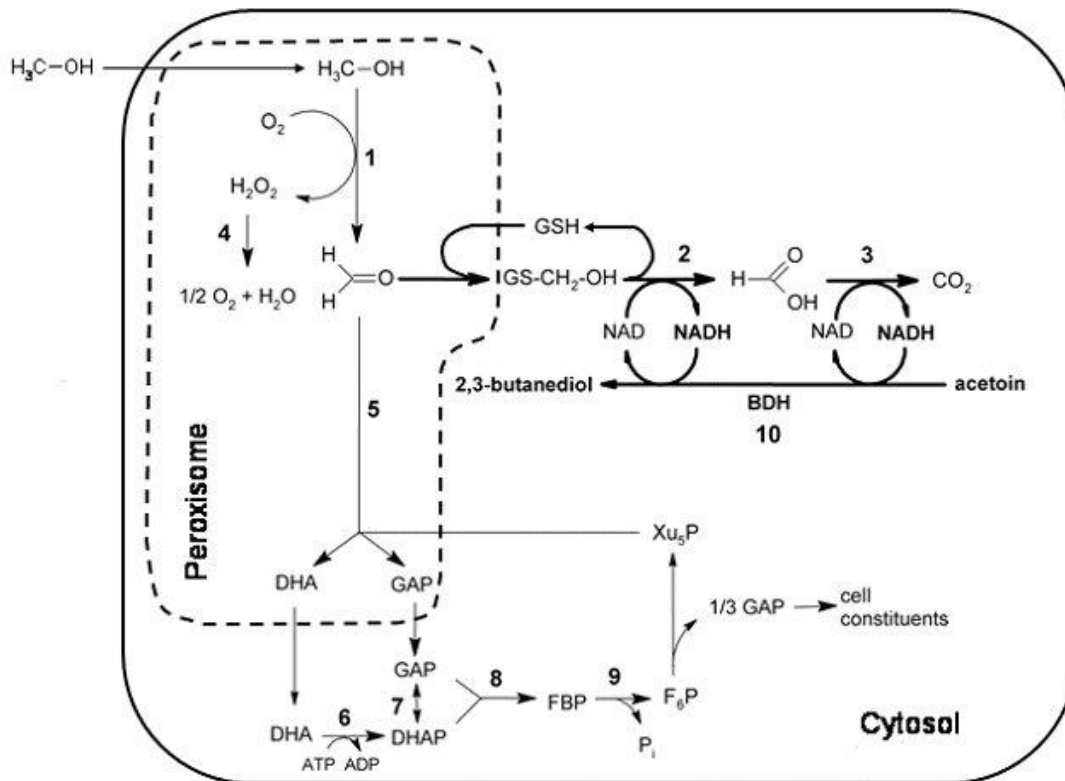 H₃C–OH
H₃C–OH
O₂
1
H₂O₂
4
1/2 O₂ + H₂O
H
H
O
GSH
GS-CH₂-OH
2
H
O
OH
3
CO₂
NAD
NADH
NAD
NADH
2,3-butanediol
acetoin
BDH
10
5
Peroxisome
Xu₅P
DHA
GAP
1/3 GAP
cell
constituents
GAP
8
9
7
6
FBP
F₆P
DHA
DHAP
Pᵢ
ATP
ADP
Cytosol